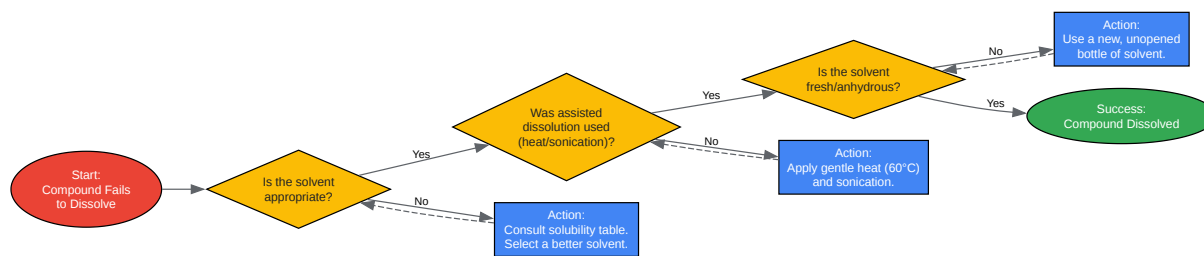 Start:
Compound Fails
to Dissolve
Is the solvent
appropriate?
Yes
No
Action:
Consult solubility table.
Select a better solvent.
Was assisted
dissolution used
(heat/sonication)?
Yes
No
Action:
Apply gentle heat (60°C)
and sonication.
Is the solvent
fresh/anhydrous?
No
Action:
Use a new, unopened
bottle of solvent.
Yes
Success:
Compound Dissolved